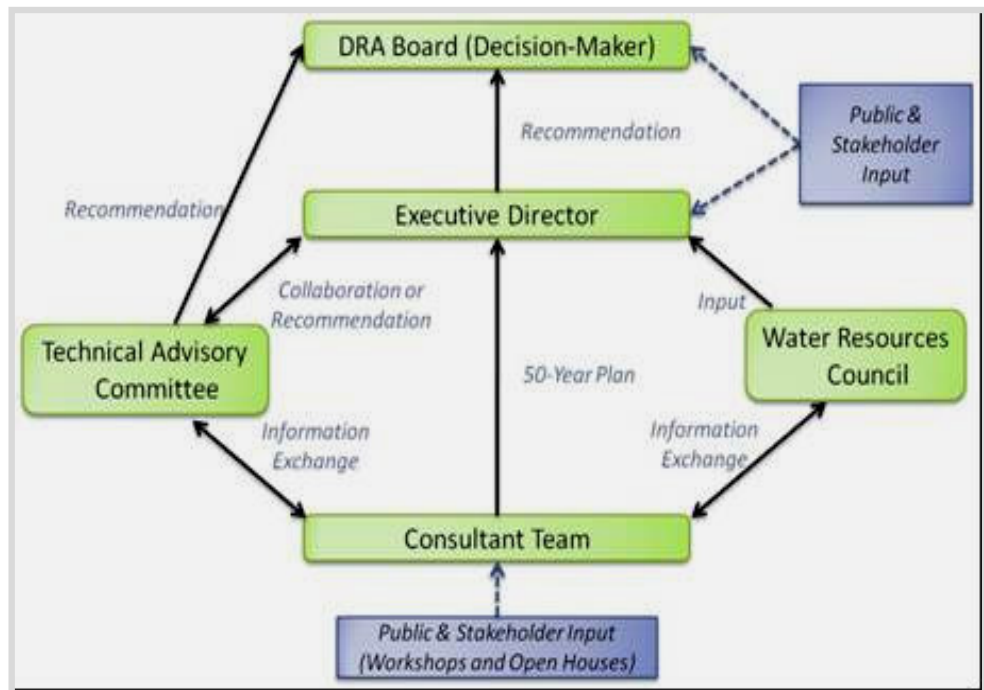 DRA Board (Decision-Maker)
Public &
Stakeholder
Input
Recommendation
Recommendation
Executive Director
Collaboration or
Recommendation
Input
Technical Advisory
Committee
Water Resources
Council
50-Year Plan
Information
Exchange
Information
Exchange
Consultant Team
Public & Stakeholder Input
(Workshops and Open Houses)